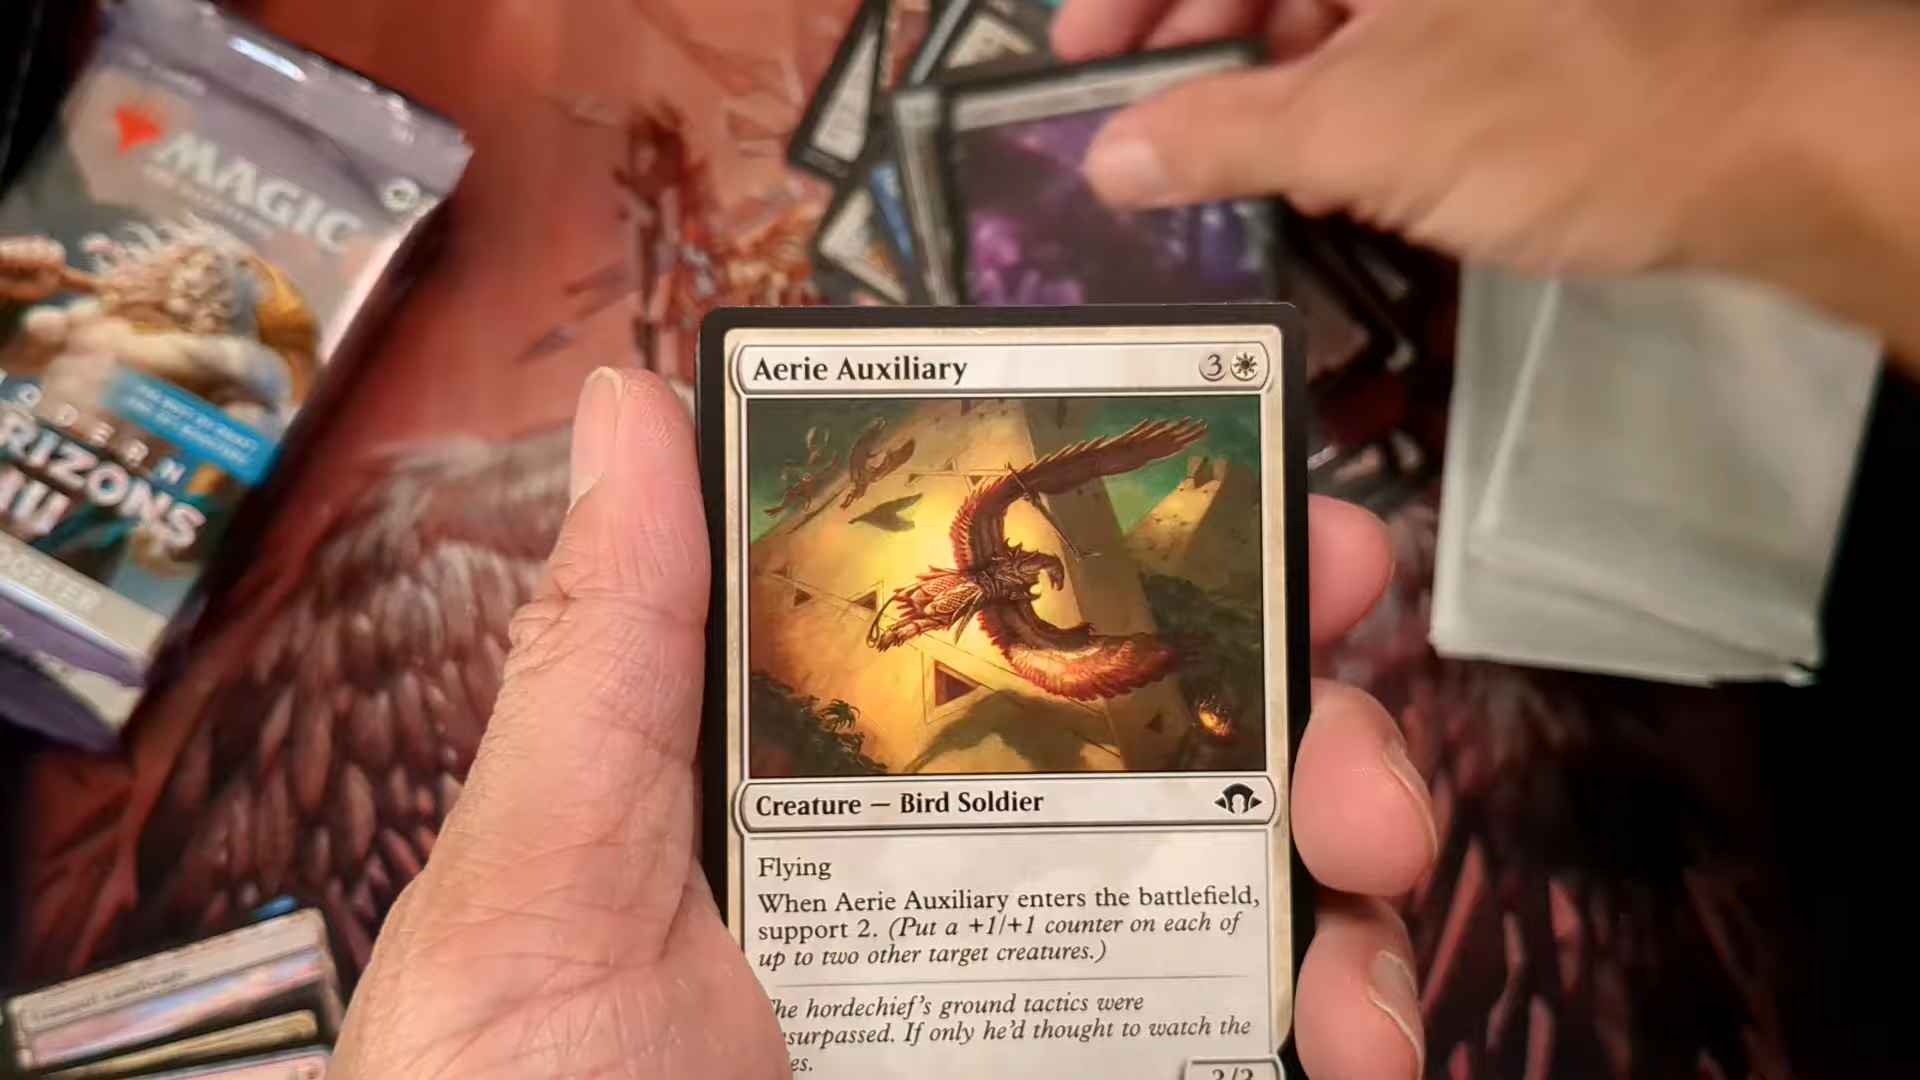 MAGIC
RIZONS
Aerie Auxiliary 3
Creature — Bird Soldier
Flying
When Aerie Auxiliary enters the battlefield,
support 2. (Put a +1/+1 counter on each of
up to two other target creatures.)
he hordechief's ground tactics were
surpassed. If only he'd thought to watch the
es.